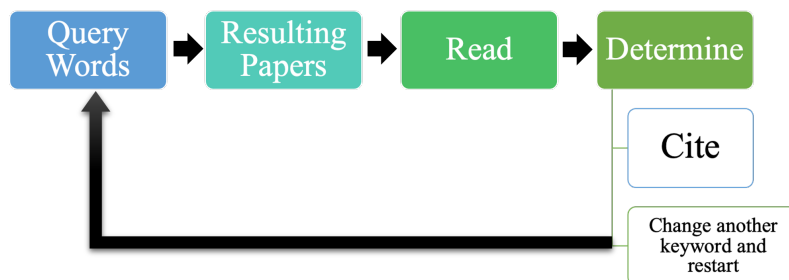 Query
Words
Resulting
Papers
Read
Determine
Cite
Change another
keyword and
restart